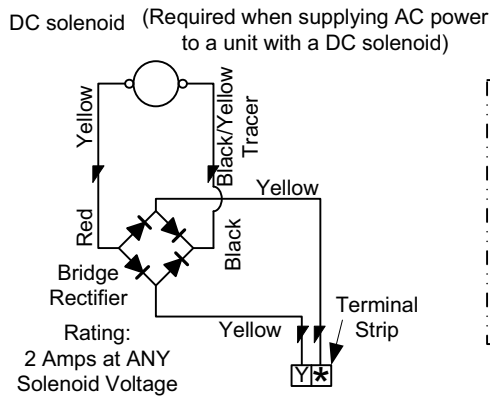 DC solenoid
(Required when supplying AC power
to a unit with a DC solenoid)
Yellow
Black/Yellow
Tracer
Yellow
Red
Black
Bridge
Rectifier
Terminal
Strip
Rating:
2 Amps at ANY
Solenoid Voltage
Yellow
Y *